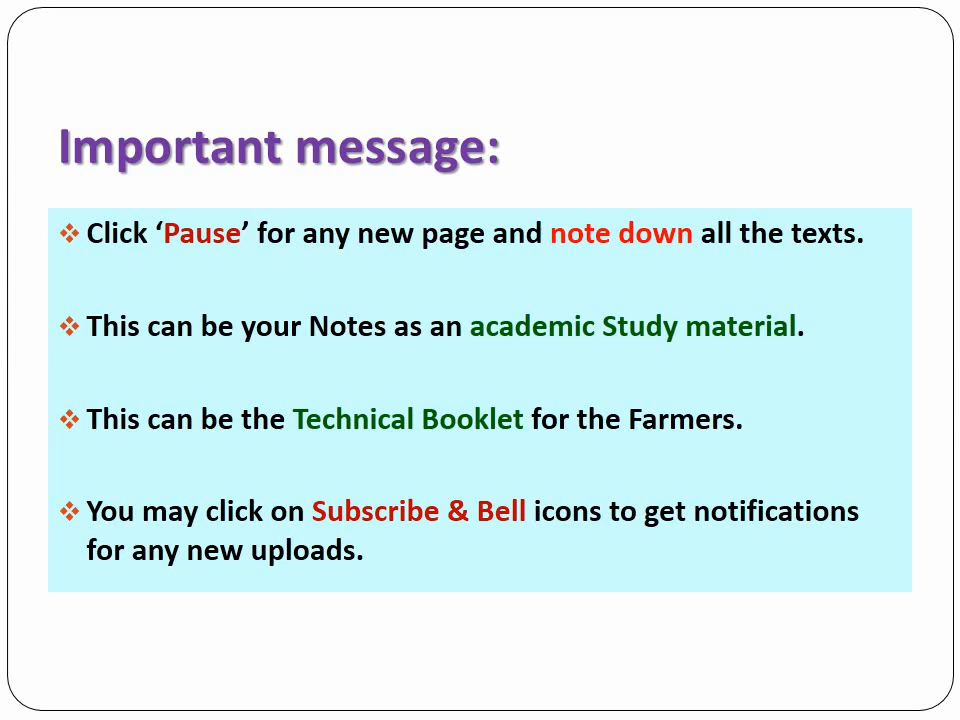 Important message:
❖ Click ‘Pause’ for any new page and note down all the texts.
❖ This can be your Notes as an academic Study material.
❖ This can be the Technical Booklet for the Farmers.
❖ You may click on Subscribe & Bell icons to get notifications
for any new uploads.